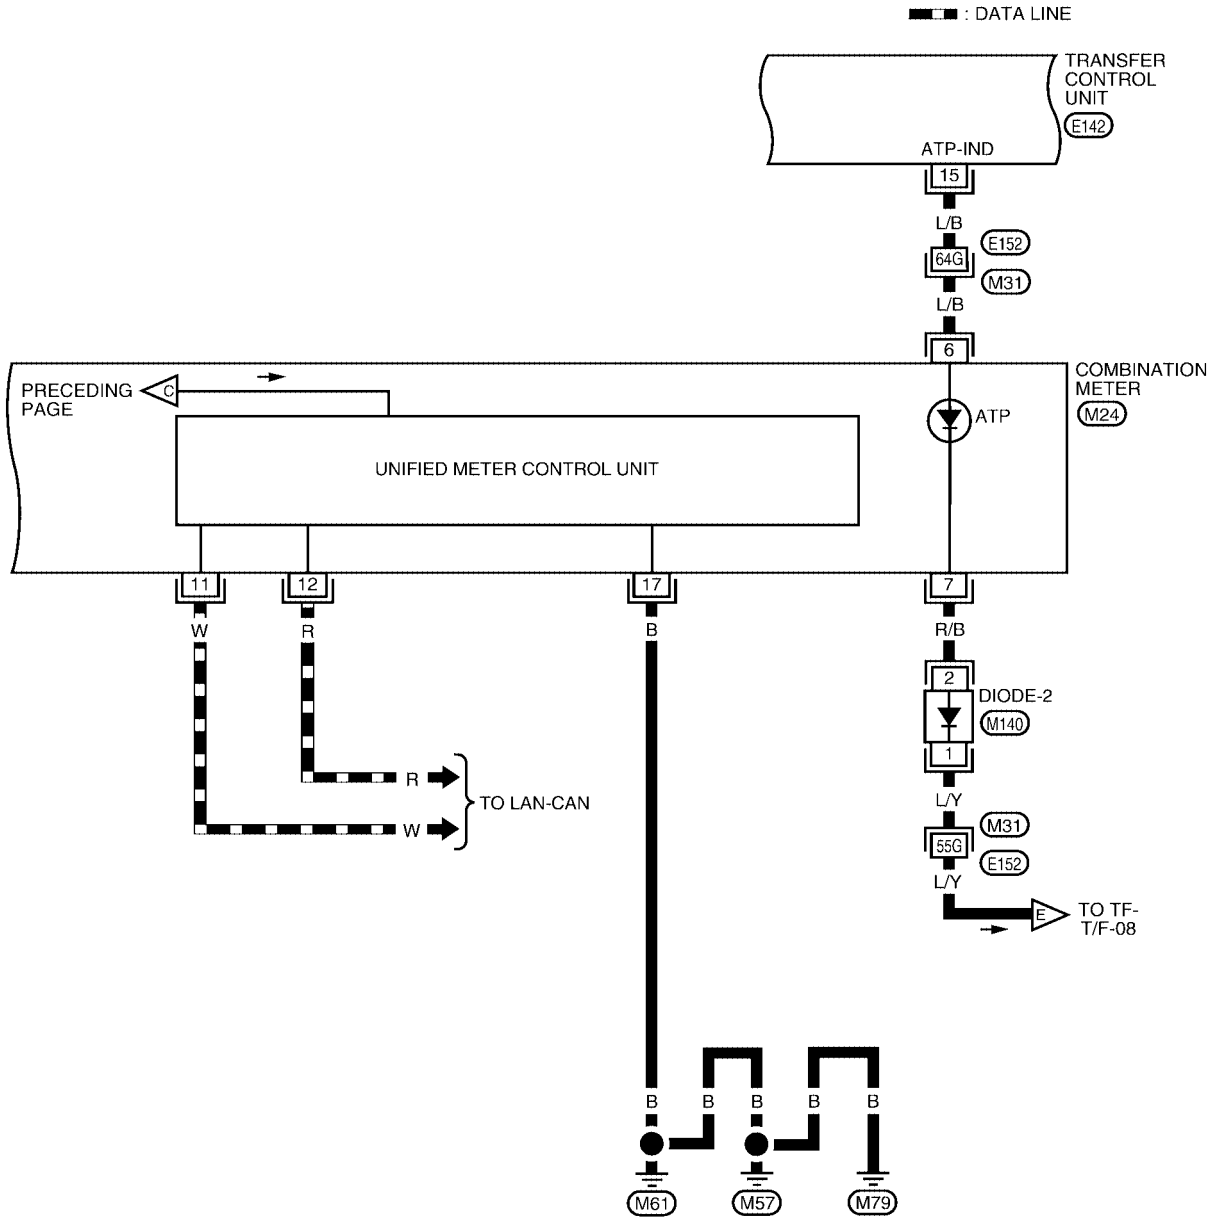 : DATA LINE
TRANSFER
CONTROL
UNIT
E142
ATP-IND
15
L/B
E152
64G
M31
L/B
6
COMBINATION
METER
M24
PRECEDING
PAGE
C
ATP
UNIFIED METER CONTROL UNIT
11
12
17
7
W
R
B
R/B
2
DIODE-2
M140
1
R
TO LAN-CAN
W
L/Y
M31
55G
E152
L/Y
E
TO TF-
T/F-08
B
B
B
B
B
M61
M57
M79